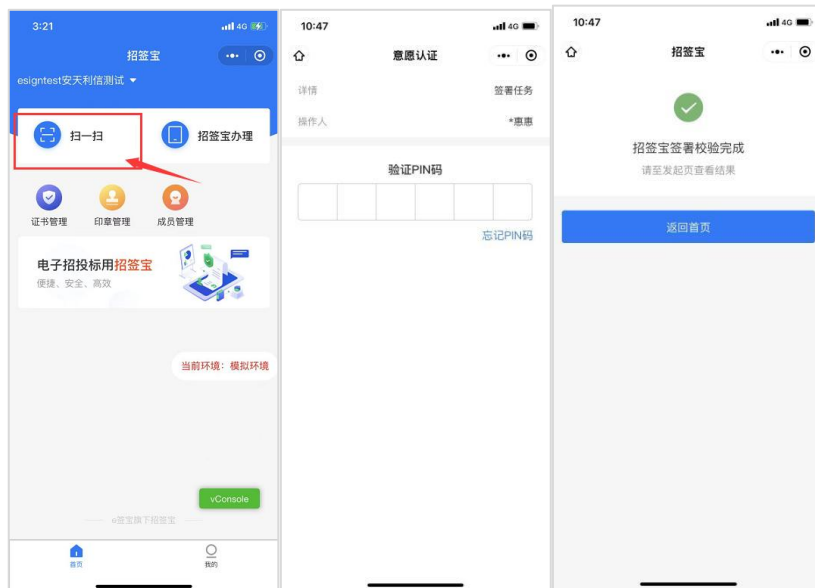 3:21
4G
招签宝
esigntest安天利信测试
扫一扫
招签宝办理
证书管理
印章管理
成员管理
电子招投标用招签宝
便捷、安全、高效
当前环境：模拟环境
vConsole
e签宝旗下招签宝
首页
我的
10:47
4G
意愿认证
详情
签署任务
操作人
*惠惠
验证PIN码
忘记PIN码
10:47
4G
招签宝
招签宝签署校验完成
请至发起页查看结果
返回首页